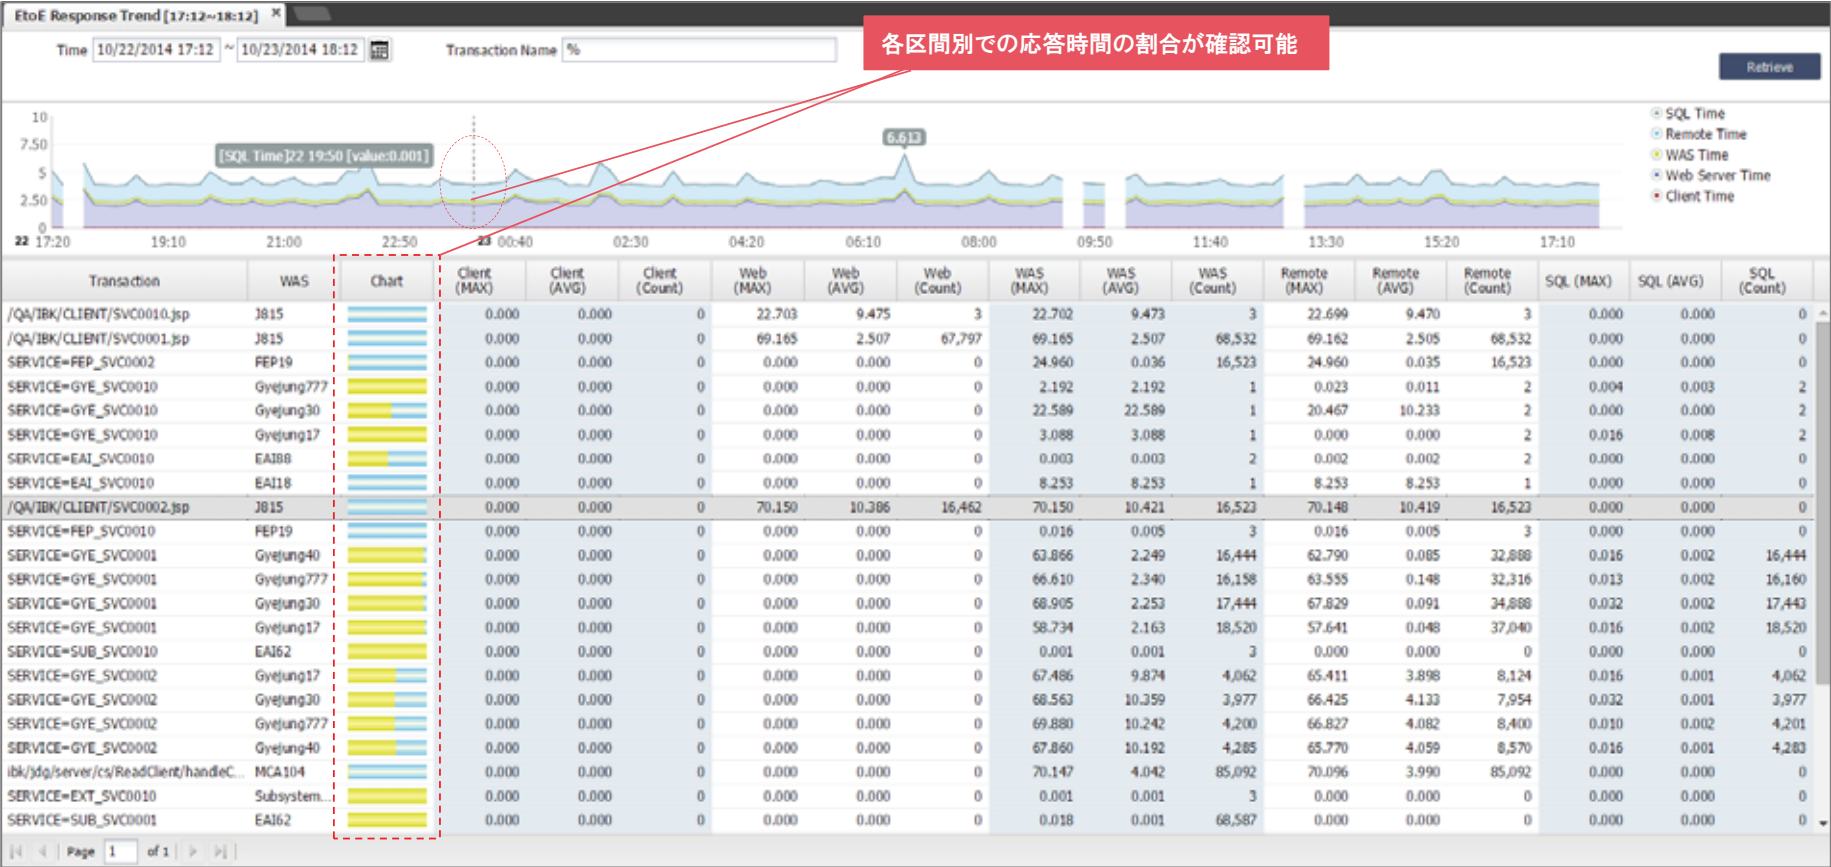 EtoE Response Trend [17:12~18:12] ×
各区間別での応答時間の割合が確認可能
Time 10/22/2014 17:12 ~ 10/23/2014 18:12 Transaction Name %
Retrieve
10
7.50
5
2.50
0
[SQL Time]22 19:50 [value:0.001]
6.613
SQL Time
Remote Time
WAS Time
Web Server Time
Client Time
22 17:20 19:10 21:00 22:50 23 00:40 02:30 04:20 06:10 08:00 09:50 11:40 13:30 15:20 17:10
Transaction WAS Chart Client (MAX) Client (AVG) Client (Count) Web (MAX) Web (AVG) Web (Count) WAS (MAX) WAS (AVG) WAS (Count) Remote (MAX) Remote (AVG) Remote (Count) SQL (MAX) SQL (AVG) SQL (Count)
/QA/IBK/CLIENT/SVC0010.jsp J815 0.000 0.000 0 22.703 9.475 3 22.702 9.473 3 22.699 9.470 3 0.000 0.000 0
/QA/IBK/CLIENT/SVC0001.jsp J815 0.000 0.000 0 69.165 2.507 67,797 69.165 2.507 68,532 69.162 2.505 68,532 0.000 0.000 0
SERVICE=FEP_SVC0002 FEP19 0.000 0.000 0 0.000 0.000 0 24.960 0.036 16,523 24.960 0.035 16,523 0.000 0.000 0
SERVICE=GYE_SVC0010 Gyejung777 0.000 0.000 0 0.000 0.000 0 2.192 2.192 1 0.023 0.011 2 0.004 0.003 2
SERVICE=GYE_SVC0010 Gyejung30 0.000 0.000 0 0.000 0.000 0 22.589 22.589 1 20.467 10.233 2 0.000 0.000 2
SERVICE=GYE_SVC0010 Gyejung17 0.000 0.000 0 0.000 0.000 0 3.088 3.088 1 0.000 0.000 2 0.016 0.008 2
SERVICE=EAI_SVC0010 EAI88 0.000 0.000 0 0.000 0.000 0 0.003 0.003 2 0.002 0.002 2 0.000 0.000 0
SERVICE=EAI_SVC0010 EAI18 0.000 0.000 0 0.000 0.000 0 8.253 8.253 1 8.253 8.253 1 0.000 0.000 0
/QA/IBK/CLIENT/SVC0002.jsp J815 0.000 0.000 0 70.150 10.386 16,462 70.150 10.421 16,523 70.148 10.419 16,523 0.000 0.000 0
SERVICE=FEP_SVC0010 FEP19 0.000 0.000 0 0.000 0.000 0 0.016 0.005 3 0.016 0.005 3 0.000 0.000 0
SERVICE=GYE_SVC0001 Gyejung40 0.000 0.000 0 0.000 0.000 0 63.866 2.249 16,444 62.790 0.085 32,888 0.016 0.002 16,444
SERVICE=GYE_SVC0001 Gyejung777 0.000 0.000 0 0.000 0.000 0 66.610 2.340 16,158 63.555 0.148 32,316 0.013 0.002 16,160
SERVICE=GYE_SVC0001 Gyejung30 0.000 0.000 0 0.000 0.000 0 68.905 2.253 17,444 67.829 0.091 34,888 0.032 0.002 17,443
SERVICE=GYE_SVC0001 Gyejung17 0.000 0.000 0 0.000 0.000 0 58.734 2.163 18,520 57.641 0.048 37,040 0.016 0.002 18,520
SERVICE=SUB_SVC0010 EAI62 0.000 0.000 0 0.000 0.000 0 0.001 0.001 3 0.000 0.000 0 0.000 0.000 0
SERVICE=GYE_SVC0002 Gyejung17 0.000 0.000 0 0.000 0.000 0 67.486 9.874 4,062 65.411 3.898 8,124 0.016 0.001 4,062
SERVICE=GYE_SVC0002 Gyejung30 0.000 0.000 0 0.000 0.000 0 68.563 10.359 3,977 66.425 4.133 7,954 0.032 0.001 3,977
SERVICE=GYE_SVC0002 Gyejung777 0.000 0.000 0 0.000 0.000 0 69.880 10.242 4,200 66.827 4.082 8,400 0.010 0.002 4,201
SERVICE=GYE_SVC0002 Gyejung40 0.000 0.000 0 0.000 0.000 0 67.860 10.192 4,285 65.770 4.059 8,570 0.016 0.001 4,283
ibk/jdg/server/cs/ReadClient/handleC... MCA104 0.000 0.000 0 0.000 0.000 0 70.147 4.042 85,092 70.096 3.990 85,092 0.000 0.000 0
SERVICE=EXT_SVC0010 Subsystem... 0.000 0.000 0 0.000 0.000 0 0.001 0.001 3 0.000 0.000 0 0.000 0.000 0
SERVICE=SUB_SVC0001 EAI62 0.000 0.000 0 0.000 0.000 0 0.018 0.001 68,587 0.000 0.000 0 0.000 0.000 0
Page 1 of 1